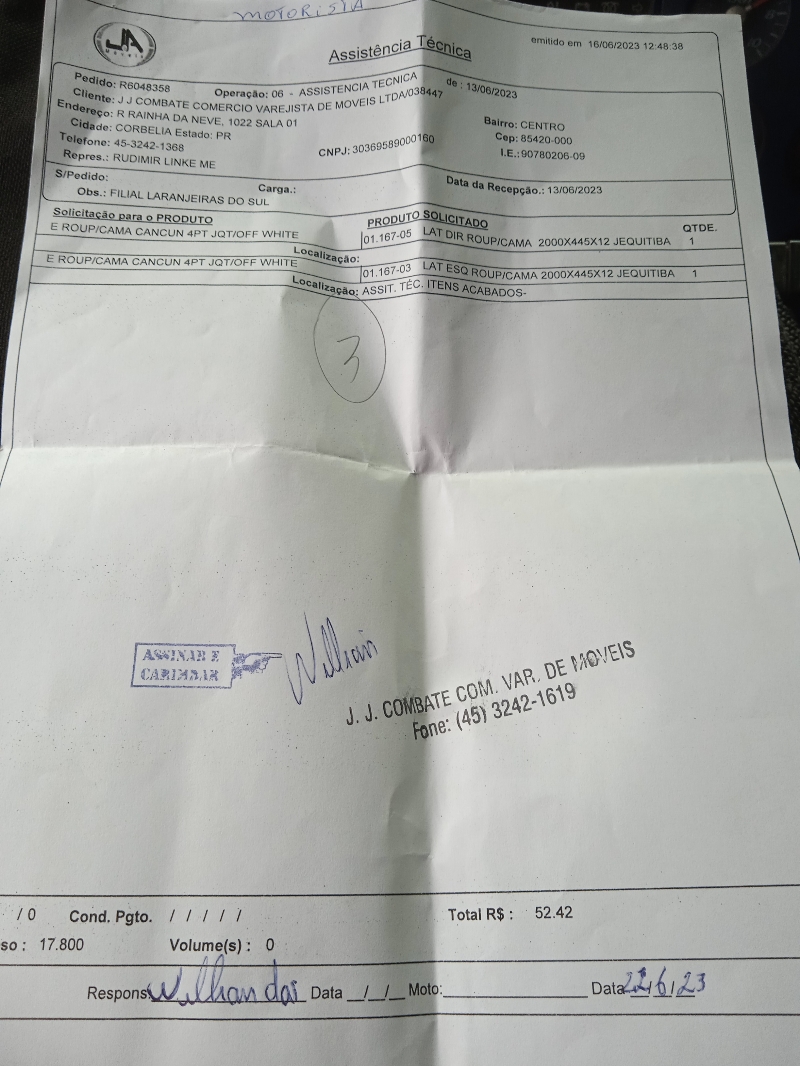 MOTORISTA
JA
MOVEIS
Assistência Técnica
emitido em 16/06/2023 12:48:38
Pedido: R6048358 Operação: 06 - ASSISTENCIA TECNICA de : 13/06/2023
Cliente: J J COMBATE COMERCIO VAREJISTA DE MOVEIS LTDA/038447
Endereço: R RAINHA DA NEVE, 1022 SALA 01 Bairro: CENTRO
Cidade: CORBELIA Estado: PR Cep: 85420-000
Telefone: 45-3242-1368 CNPJ: 30369589000160 I.E.: 90780206-09
Repres.: RUDIMIR LINKE ME
S/Pedido: Carga.: Data da Recepção.: 13/06/2023
Obs.: FILIAL LARANJEIRAS DO SUL
Solicitação para o PRODUTO PRODUTO SOLICITADO QTDE.
E ROUP/CAMA CANCUN 4PT JQT/OFF WHITE 01.167-05 LAT DIR ROUP/CAMA 2000X445X12 JEQUITIBA 1
Localização:
E ROUP/CAMA CANCUN 4PT JQT/OFF WHITE 01.167-03 LAT ESQ ROUP/CAMA 2000X445X12 JEQUITIBA 1
Localização: ASSIT. TÉC. ITENS ACABADOS-
3
ASSINAR E
CARIMBAR
Willian
J. J. COMBATE COM. VAR. DE MOVEIS
Fone: (45) 3242-1619
/ 0 Cond. Pgto. / / / / / Total R$ : 52.42
so : 17.800 Volume(s) : 0
Respons Data __/__/__ Moto: Data 22/6/23